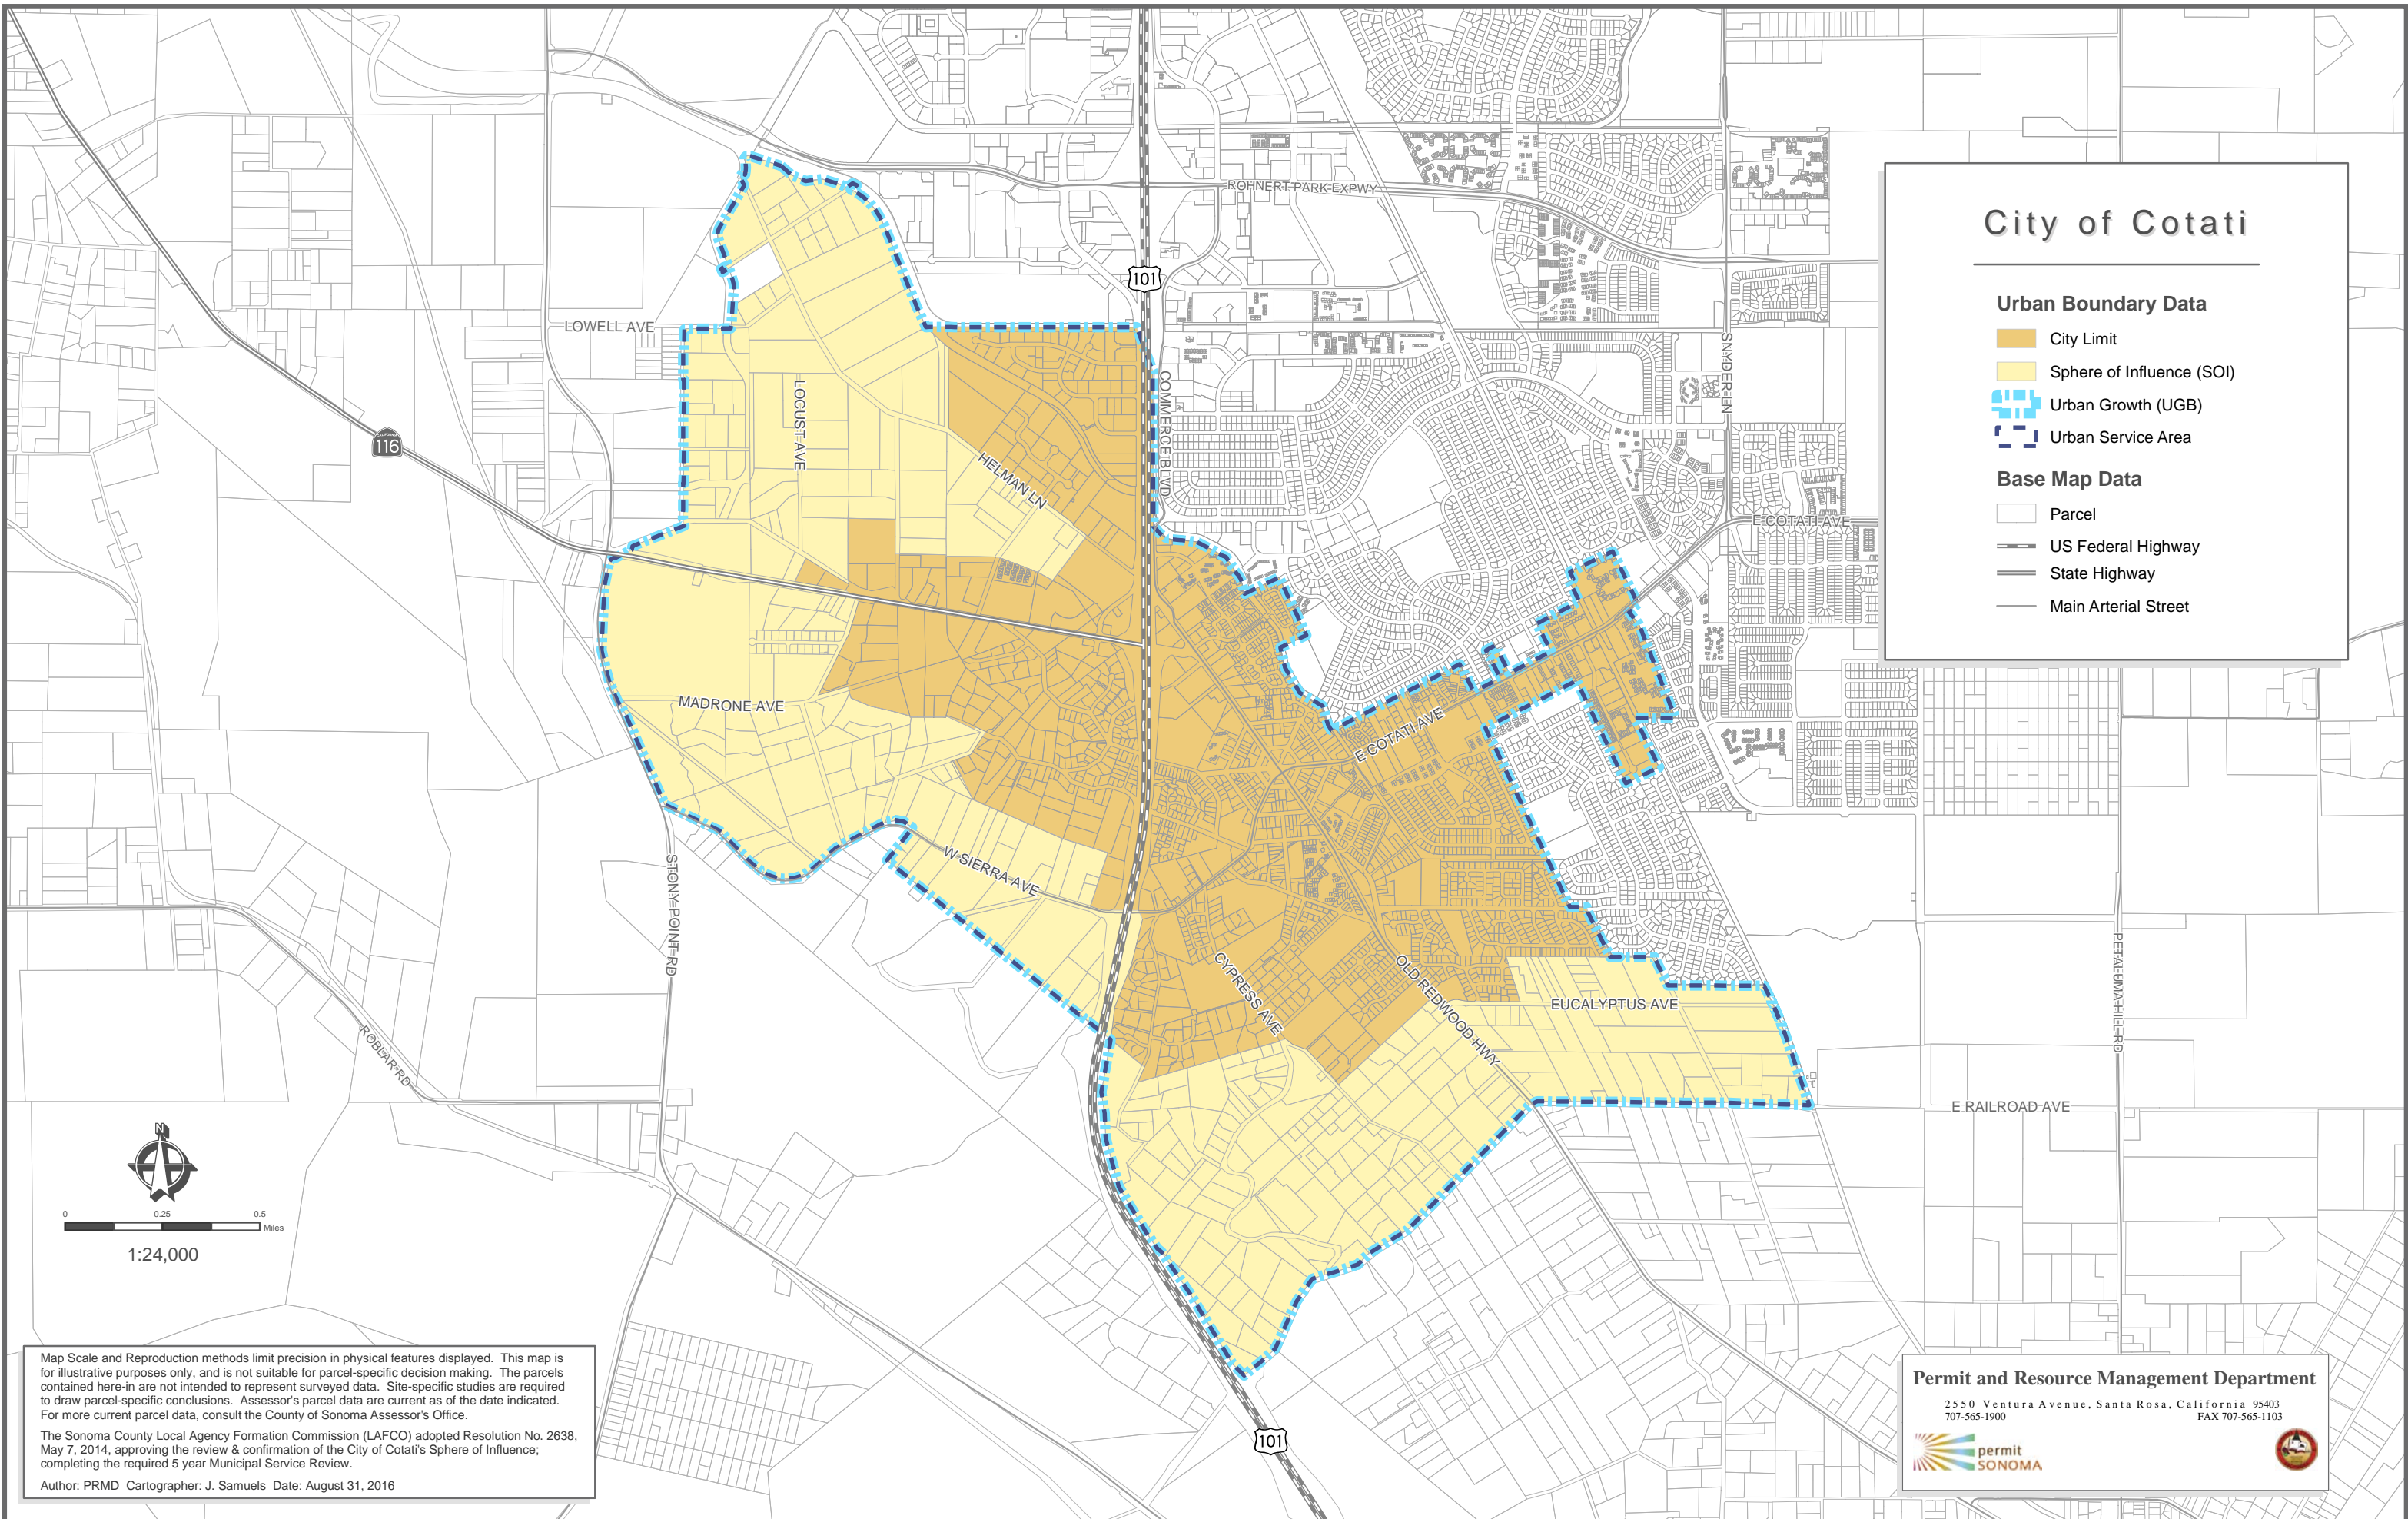 City of Cotati
Urban Boundary Data
City Limit
Sphere of Influence (SOI)
Urban Growth (UGB)
Urban Service Area
Base Map Data
Parcel
US Federal Highway
State Highway
Main Arterial Street
ROHNERT PARK EXPWY
101
LOWELL AVE
SNYDER LN
COMMERCE BLVD
LOCUST AVE
CALIFORNIA
116
HELMAN LN
E COTATI AVE
MADRONE AVE
E COTATI AVE
W SIERRA AVE
STONY POINT RD
CYPRESS AVE
OLD REDWOOD HWY
EUCALYPTUS AVE
PETALUMA HILL RD
ROBLAR RD
E RAILROAD AVE
N
0 0.25 0.5
Miles
1:24,000
101
Map Scale and Reproduction methods limit precision in physical features displayed. This map is
for illustrative purposes only, and is not suitable for parcel-specific decision making. The parcels
contained here-in are not intended to represent surveyed data. Site-specific studies are required
to draw parcel-specific conclusions. Assessor's parcel data are current as of the date indicated.
For more current parcel data, consult the County of Sonoma Assessor's Office.
The Sonoma County Local Agency Formation Commission (LAFCO) adopted Resolution No. 2638,
May 7, 2014, approving the review & confirmation of the City of Cotati's Sphere of Influence;
completing the required 5 year Municipal Service Review.
Author: PRMD Cartographer: J. Samuels Date: August 31, 2016
Permit and Resource Management Department
2550 Ventura Avenue, Santa Rosa, California 95403
707-565-1900 FAX 707-565-1103
permit
SONOMA